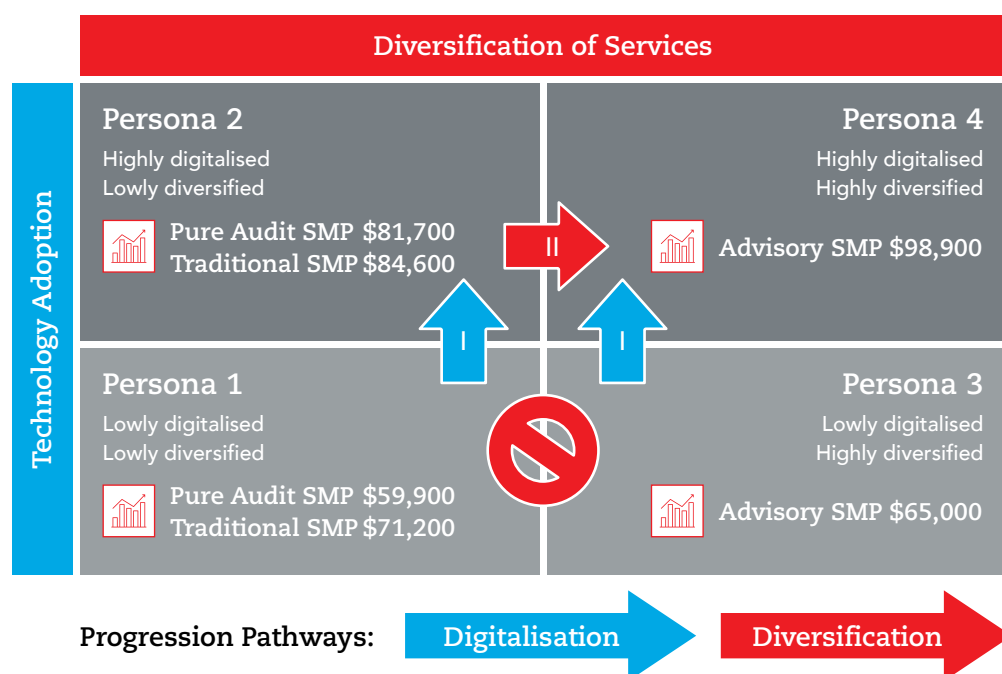 Diversification of Services
Technology Adoption
Persona 2
Highly digitalised
Lowly diversified
Pure Audit SMP $81,700
Traditional SMP $84,600
II
Persona 4
Highly digitalised
Highly diversified
Advisory SMP $98,900
I
I
Persona 1
Lowly digitalised
Lowly diversified
Pure Audit SMP $59,900
Traditional SMP $71,200
Persona 3
Lowly digitalised
Highly diversified
Advisory SMP $65,000
Progression Pathways:
Digitalisation
Diversification